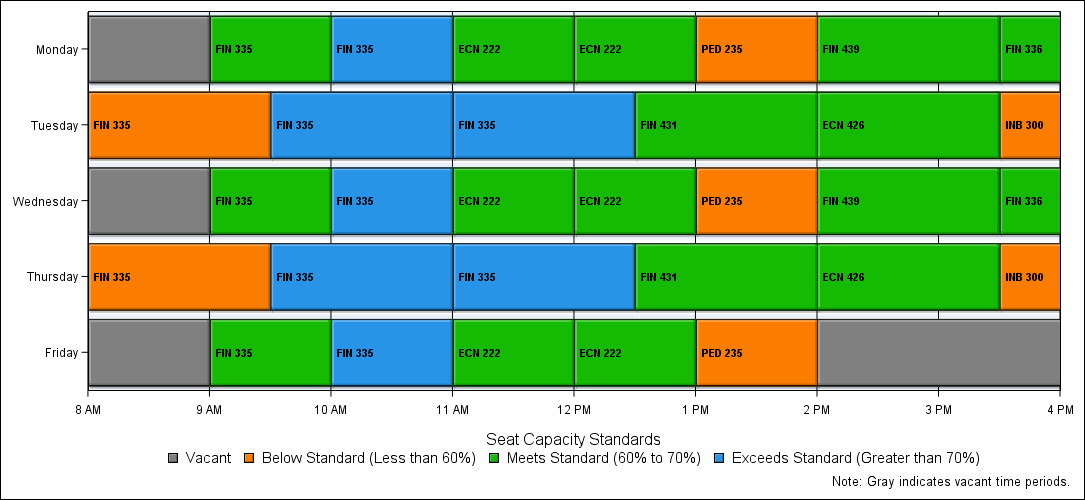 Monday
FIN 335
FIN 335
ECN 222
ECN 222
PED 235
FIN 439
FIN 336
Tuesday
FIN 335
FIN 335
FIN 335
FIN 431
ECN 426
INB 300
Wednesday
FIN 335
FIN 335
ECN 222
ECN 222
PED 235
FIN 439
FIN 336
Thursday
FIN 335
FIN 335
FIN 335
FIN 431
ECN 426
INB 300
Friday
FIN 335
FIN 335
ECN 222
ECN 222
PED 235
8 AM 9 AM 10 AM 11 AM 12 PM 1 PM 2 PM 3 PM 4 PM
Seat Capacity Standards
Vacant Below Standard (Less than 60%) Meets Standard (60% to 70%) Exceeds Standard (Greater than 70%)
Note: Gray indicates vacant time periods.